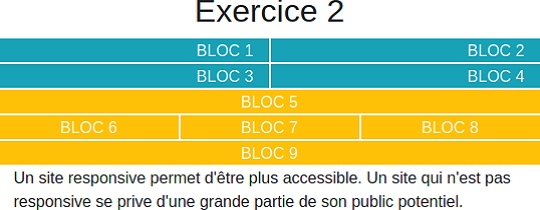 Exercice 2
BLOC 1 BLOC 2
BLOC 3 BLOC 4
BLOC 5
BLOC 6 BLOC 7 BLOC 8
BLOC 9
Un site responsive permet d'être plus accessible. Un site qui n'est pas
responsive se prive d'une grande partie de son public potentiel.